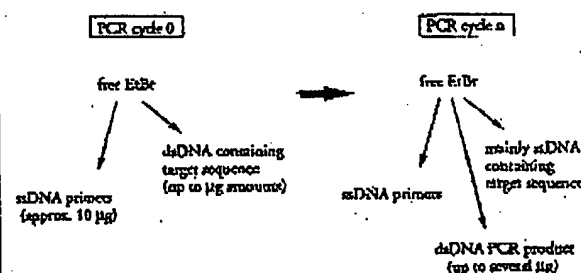 PCR cycle 0
free EtBr
dsDNA containing
target sequence
(up to µg amounts)
ssDNA primers
(approx. 10 µg)
PCR cycle n
free EtBr
mainly ssDNA
containing
target sequence
ssDNA primers
dsDNA PCR product
(up to several µg)